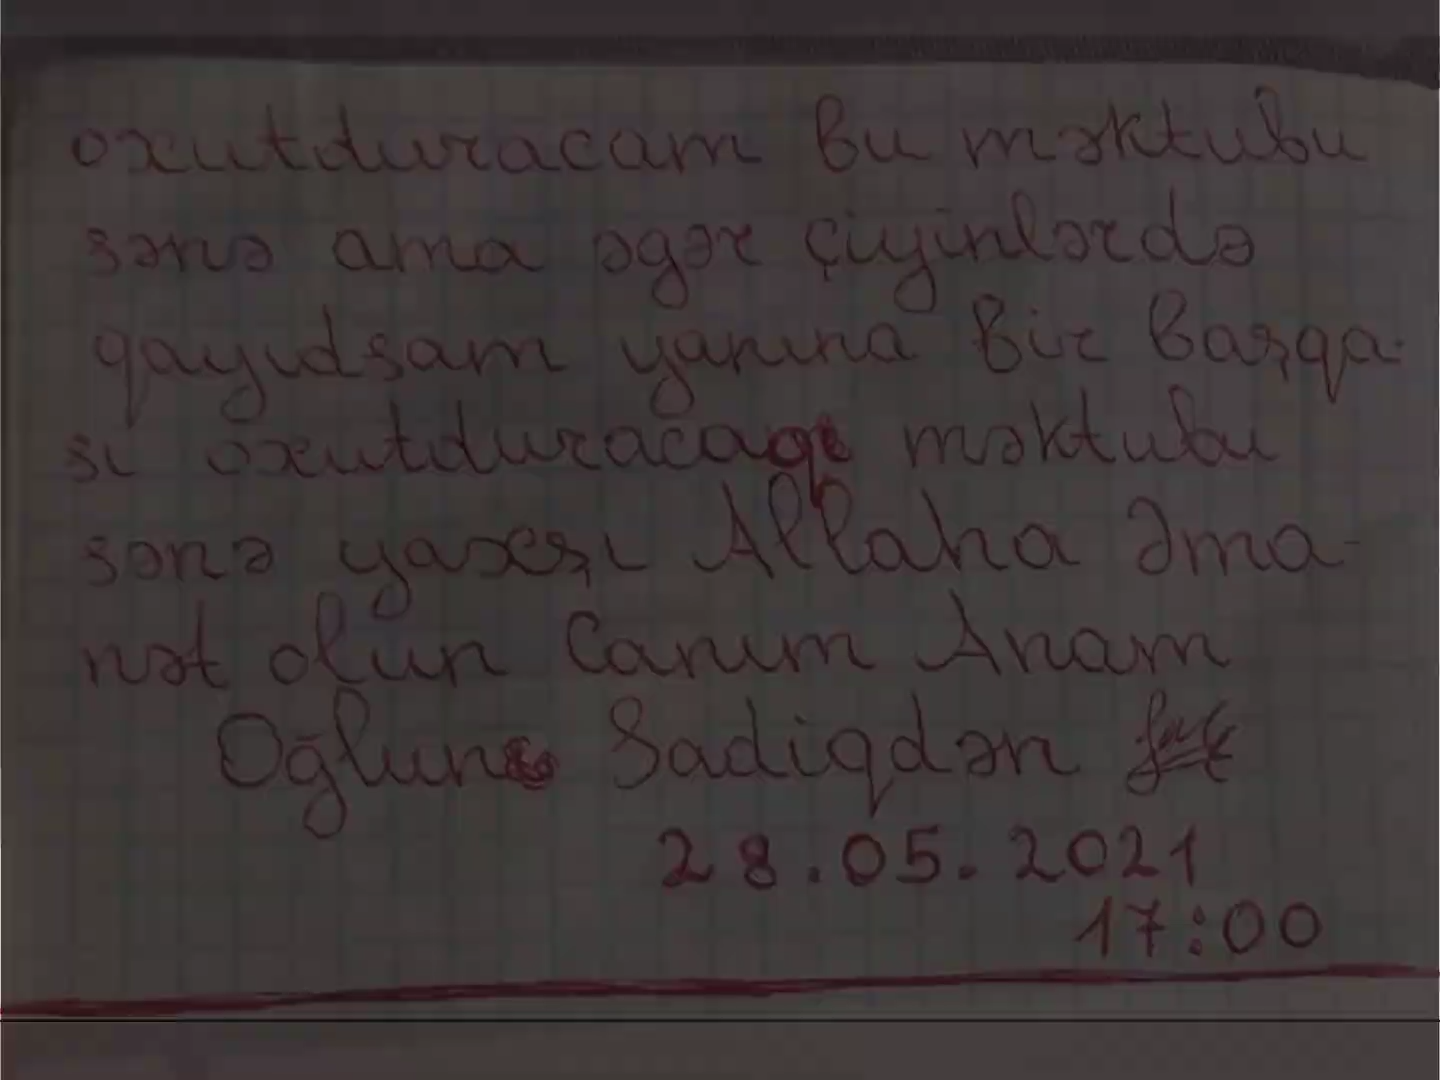 oxutduracam bu məktubu
sənə ama əgər çiyinlərdə
qayıdsam yanına bir başqa-
sı oxutduracaq məktubu
sənə yaxşı Allaha Əma-
nət olun Canım Anam
Oğlun Sadiqdən
28.05.2021
17:00